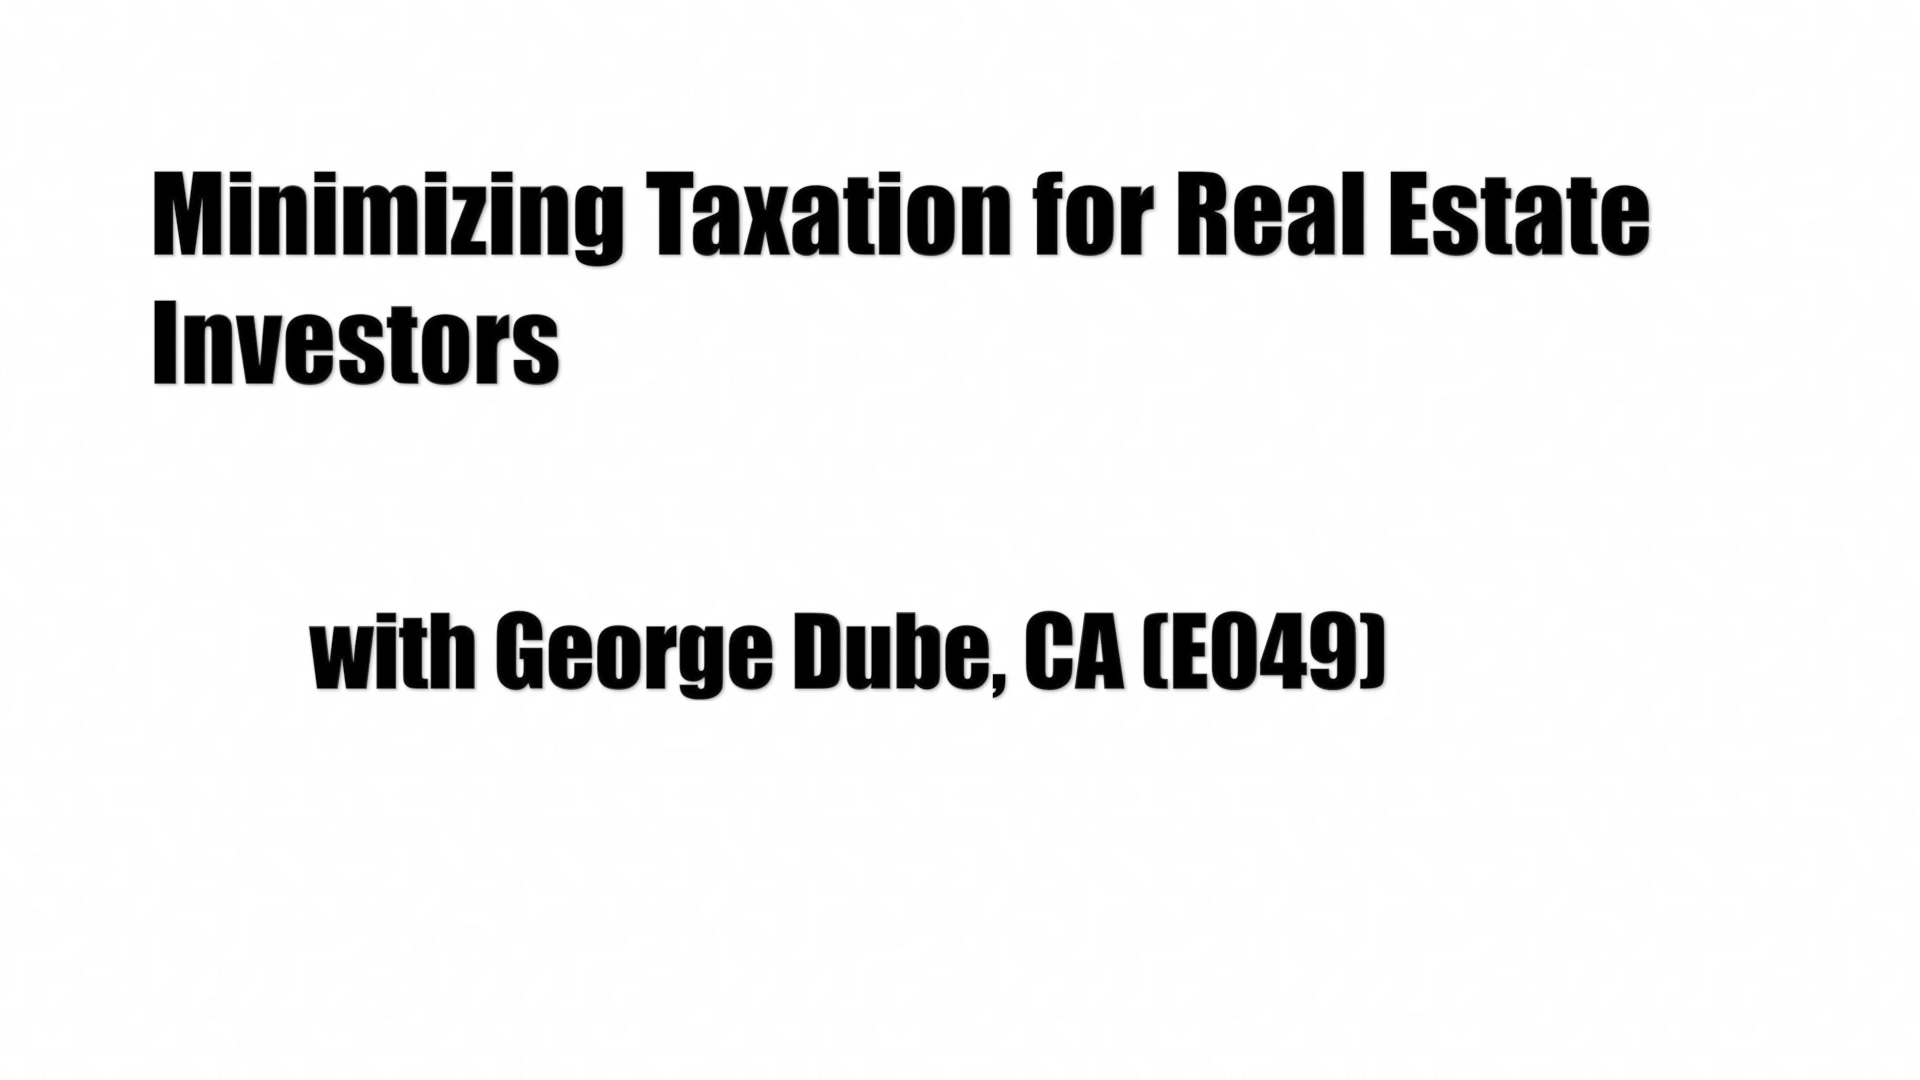 Minimizing Taxation for Real Estate
Investors
with George Dube, CA (E049)